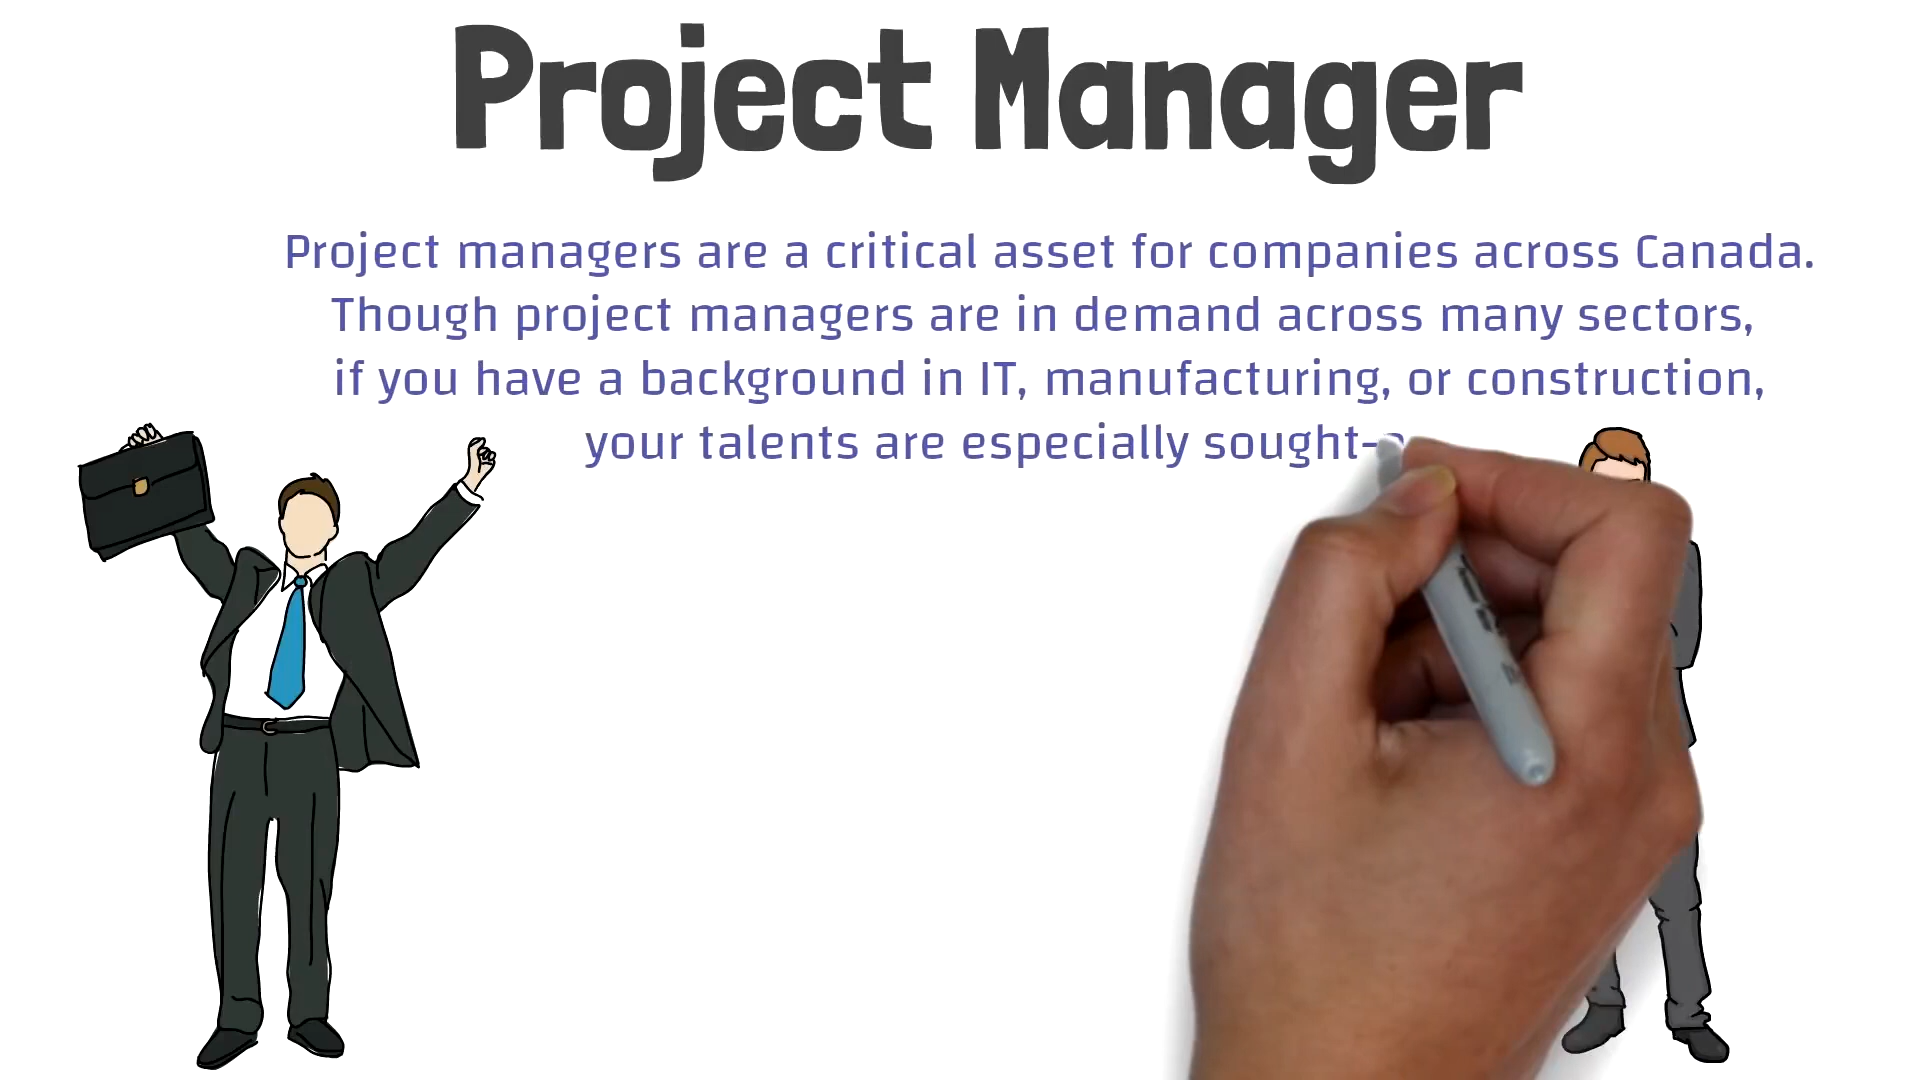 Project Manager
Project managers are a critical asset for companies across Canada.
Though project managers are in demand across many sectors,
if you have a background in IT, manufacturing, or construction,
your talents are especially sought-